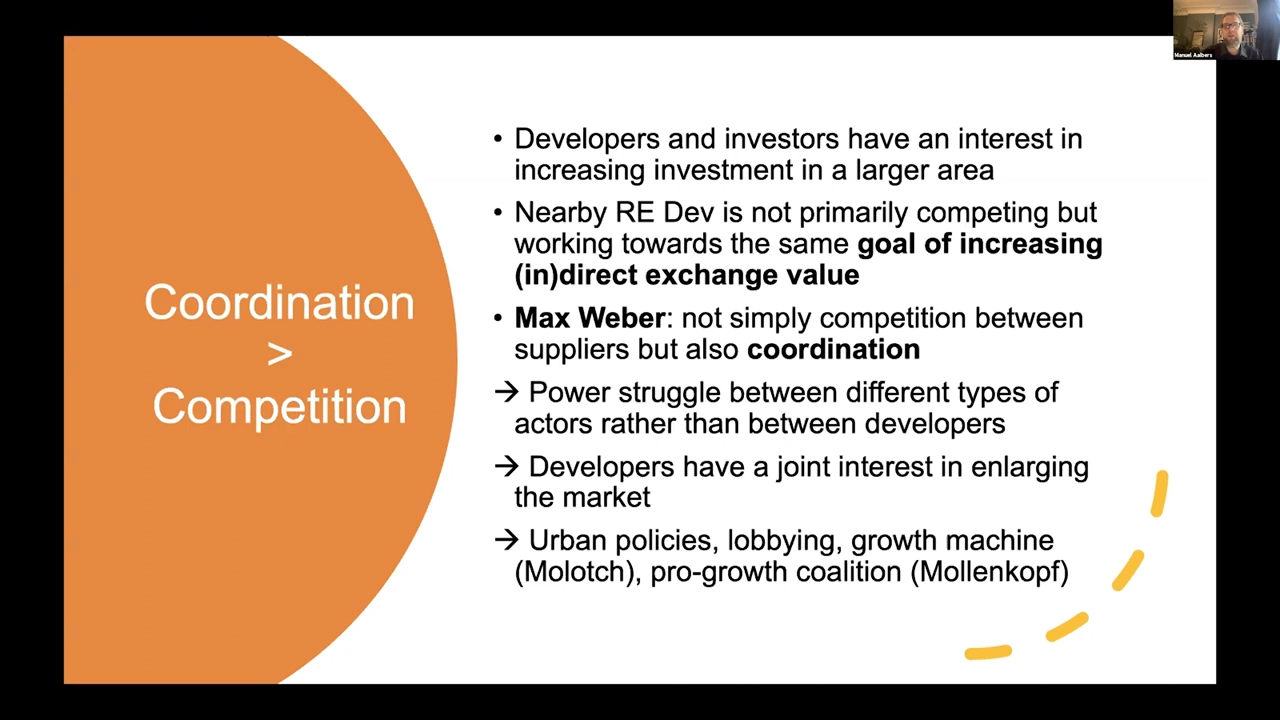 Manuel Aalbers
Coordination
>
Competition
• Developers and investors have an interest in
increasing investment in a larger area
• Nearby RE Dev is not primarily competing but
working towards the same goal of increasing
(in)direct exchange value
• Max Weber: not simply competition between
suppliers but also coordination
→ Power struggle between different types of
actors rather than between developers
→ Developers have a joint interest in enlarging
the market
→ Urban policies, lobbying, growth machine
(Molotch), pro-growth coalition (Mollenkopf)